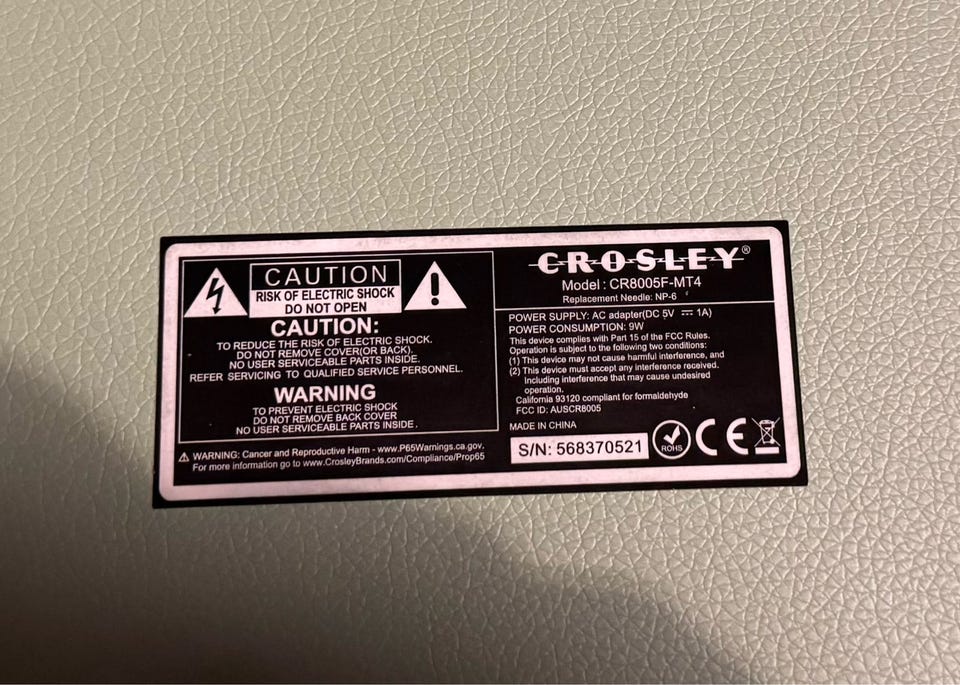 CAUTION
RISK OF ELECTRIC SHOCK
DO NOT OPEN
CAUTION:
TO REDUCE THE RISK OF ELECTRIC SHOCK.
DO NOT REMOVE COVER(OR BACK).
NO USER SERVICEABLE PARTS INSIDE.
REFER SERVICING TO QUALIFIED SERVICE PERSONNEL.
WARNING
TO PREVENT ELECTRIC SHOCK
DO NOT REMOVE BACK COVER
NO USER SERVICEABLE PARTS INSIDE .
WARNING: Cancer and Reproductive Harm - www.P65Warnings.ca.gov.
For more information go to www.CrosleyBrands.com/Compliance/Prop65
CROSLEY®
Model : CR8005F-MT4
Replacement Needle: NP-6
POWER SUPPLY: AC adapter(DC 5V ⎓ 1A)
POWER CONSUMPTION: 9W
This device complies with Part 15 of the FCC Rules.
Operation is subject to the following two conditions:
(1) This device may not cause harmful interference, and
(2) This device must accept any interference received.
Including interference that may cause undesired
operation.
California 93120 compliant for formaldehyde
FCC ID: AUSCR8005
MADE IN CHINA
S/N: 568370521
ROHS
CE